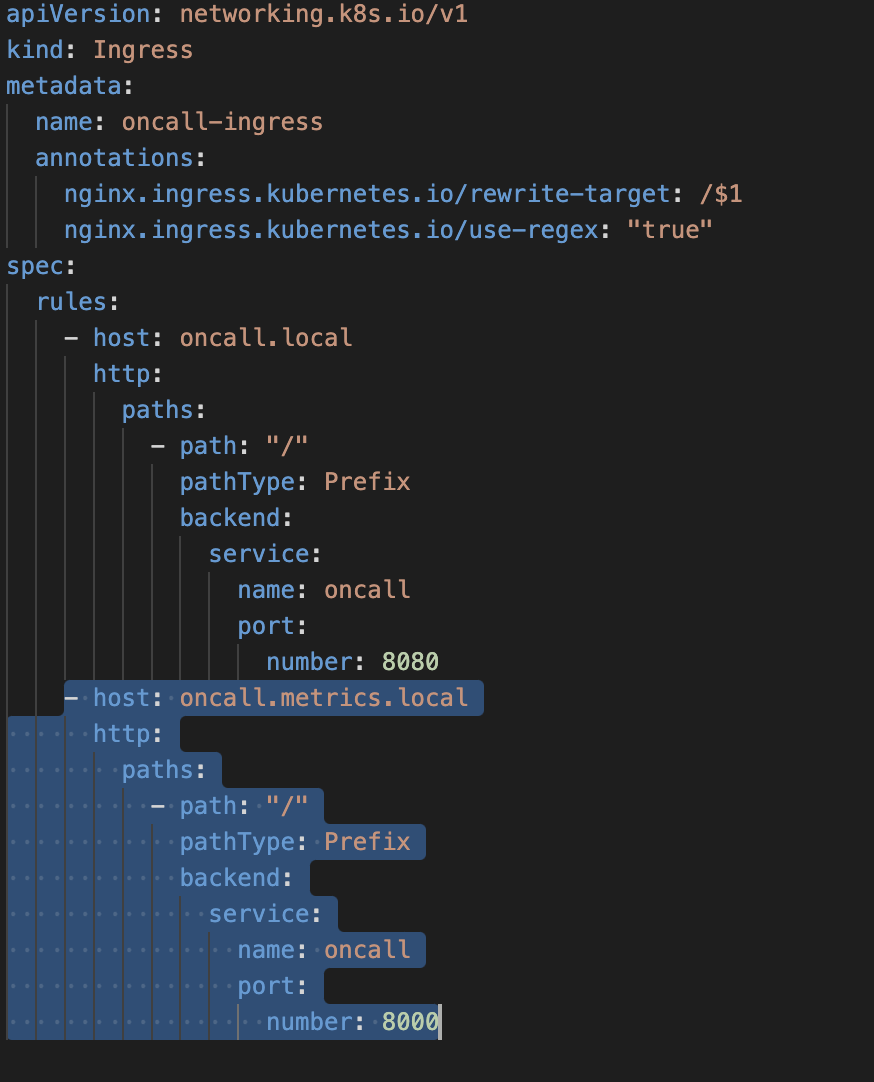 apiVersion: networking.k8s.io/v1
kind: Ingress
metadata:
  name: oncall-ingress
  annotations:
    nginx.ingress.kubernetes.io/rewrite-target: /$1
    nginx.ingress.kubernetes.io/use-regex: "true"
spec:
  rules:
    - host: oncall.local
      http:
        paths:
          - path: "/"
            pathType: Prefix
            backend:
              service:
                name: oncall
                port:
                  number: 8080
    - host: oncall.metrics.local
      http:
        paths:
          - path: "/"
            pathType: Prefix
            backend:
              service:
                name: oncall
                port:
                  number: 8000